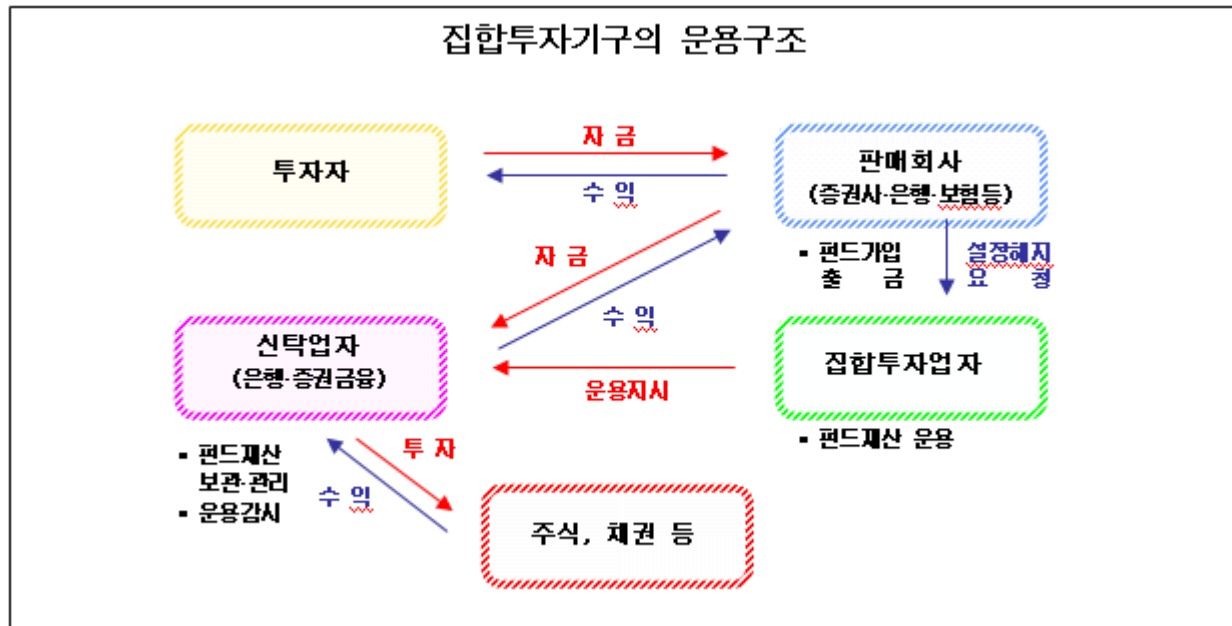 집합투자기구의 운용구조
투자자
자 금
수 익
판매회사
(증권사·은행·보험등)
자 금
수 익
▪ 펀드가입
출 금
설정해지
요 청
신탁업자
(은행·증권금융)
운용지시
집합투자업자
▪ 펀드재산 운용
▪ 펀드재산
보관·관리
▪ 운용감시
투 자
수 익
주식, 채권 등